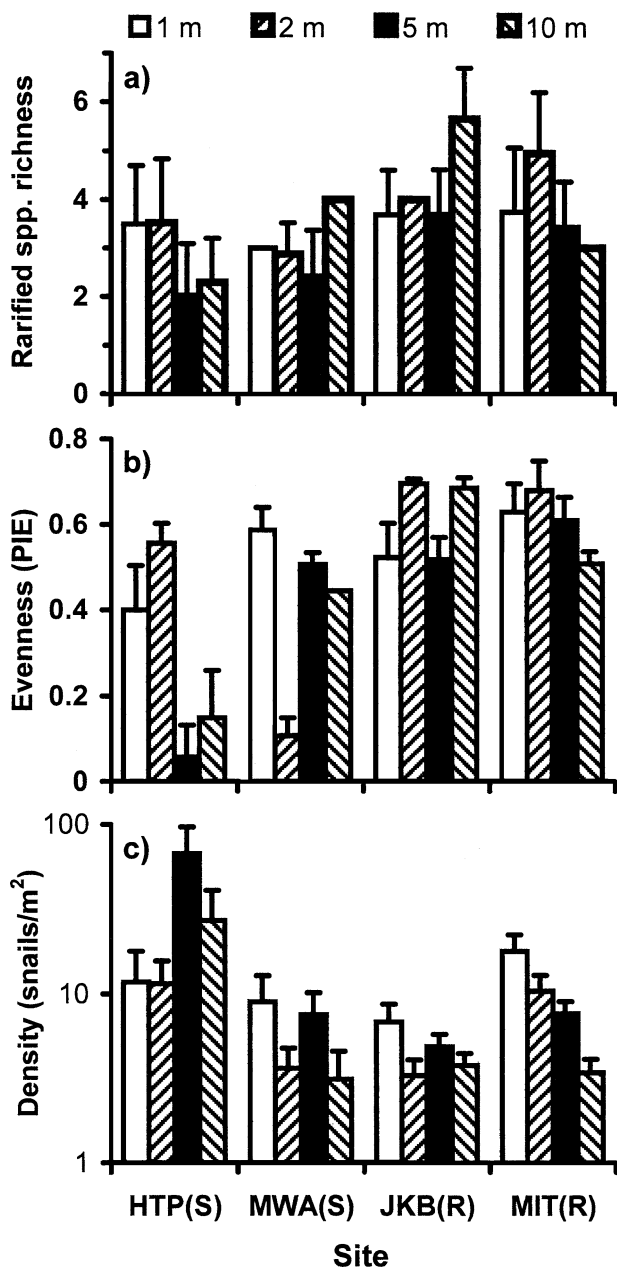 1 m 2 m 5 m 10 m
a)
Rarified spp. richness
6
4
2
0
b)
Evenness (PIE)
0.8
0.6
0.4
0.2
0
c)
Density (snails/m²)
100
10
1
HTP(S) MWA(S) JKB(R) MIT(R)
Site